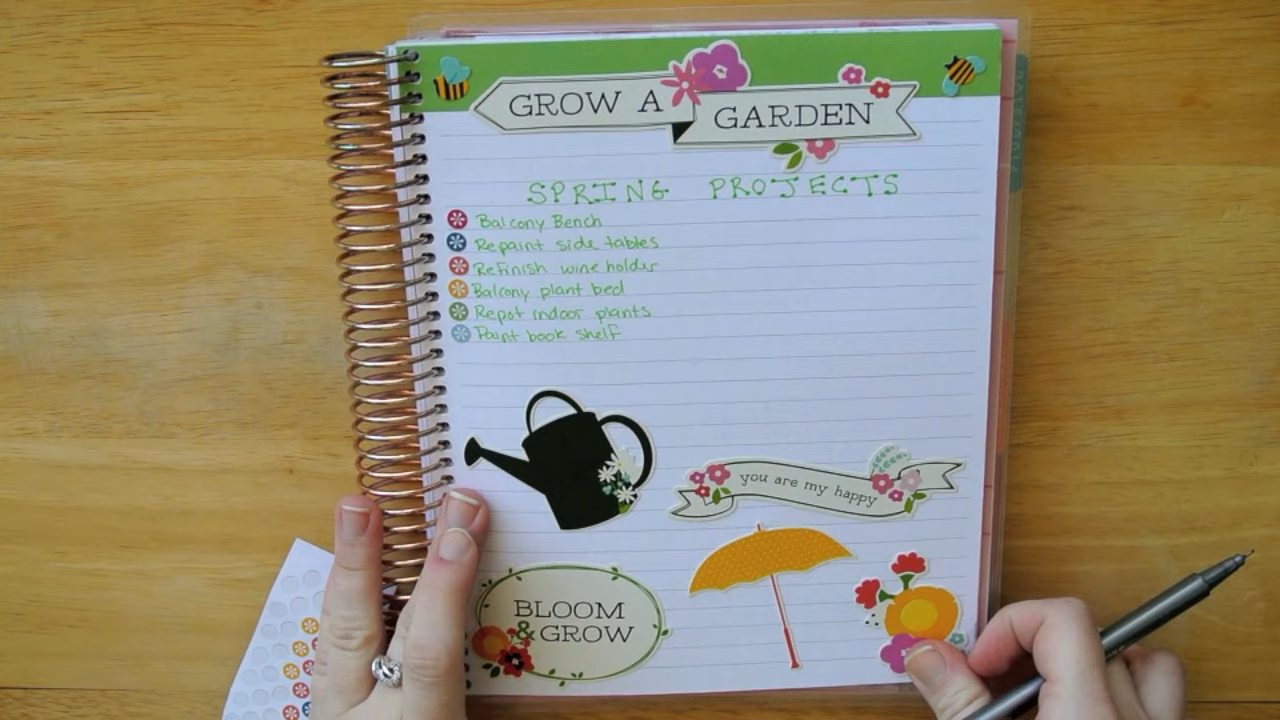 GROW A GARDEN
SPRING PROJECTS
Balcony Bench
Repaint side tables
Refinish wine holder
Balcony plant bed
Repot indoor plants
Paint book shelf
you are my happy
BLOOM
& GROW